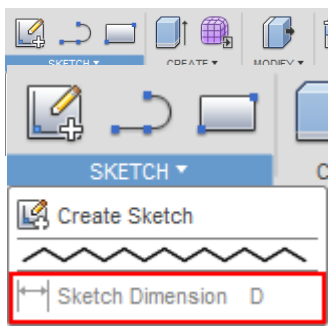 SKETCH ▾ CREATE ▾ MODIFY ▾
SKETCH ▾ C
Create Sketch
Sketch Dimension D